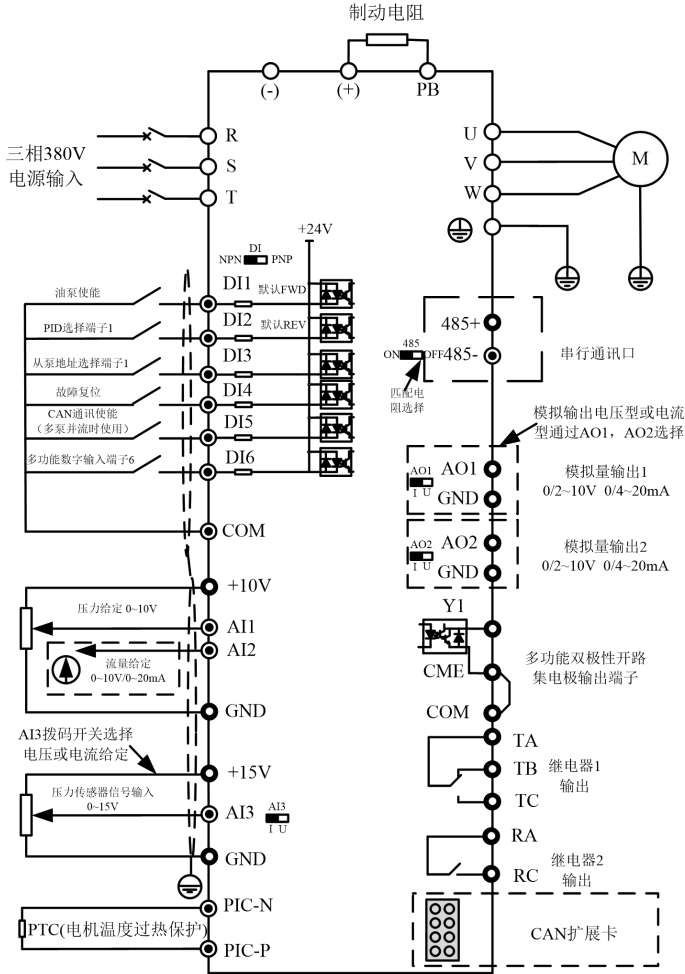 制动电阻
(-)
(+)
PB
三相380V
电源输入
R
S
T
U
V
W
M
+24V
DI
NPN
PNP
油泵使能
DI1
默认FWD
PID选择端子1
DI2
默认REV
从泵地址选择端子1
DI3
故障复位
DI4
CAN通讯使能
(多泵并流时使用)
DI5
多功能数字输入端子6
DI6
COM
485+
485
ON
OFF
485-
串行通讯口
匹配电
阻选择
模拟输出电压型或电流
型通过AO1，AO2选择
AO1
I U
AO1
GND
模拟量输出1
0/2~10V 0/4~20mA
AO2
I U
AO2
GND
模拟量输出2
0/2~10V 0/4~20mA
+10V
压力给定 0~10V
AI1
AI2
流量给定
0~10V/0~20mA
GND
Y1
CME
COM
多功能双极性开路
集电极输出端子
AI3拨码开关选择
电压或电流给定
+15V
压力传感器信号输入
0~15V
AI3
AI3
I U
GND
TA
TB
TC
继电器1
输出
RA
RC
继电器2
输出
PIC-N
PTC(电机温度过热保护)
PIC-P
CAN扩展卡